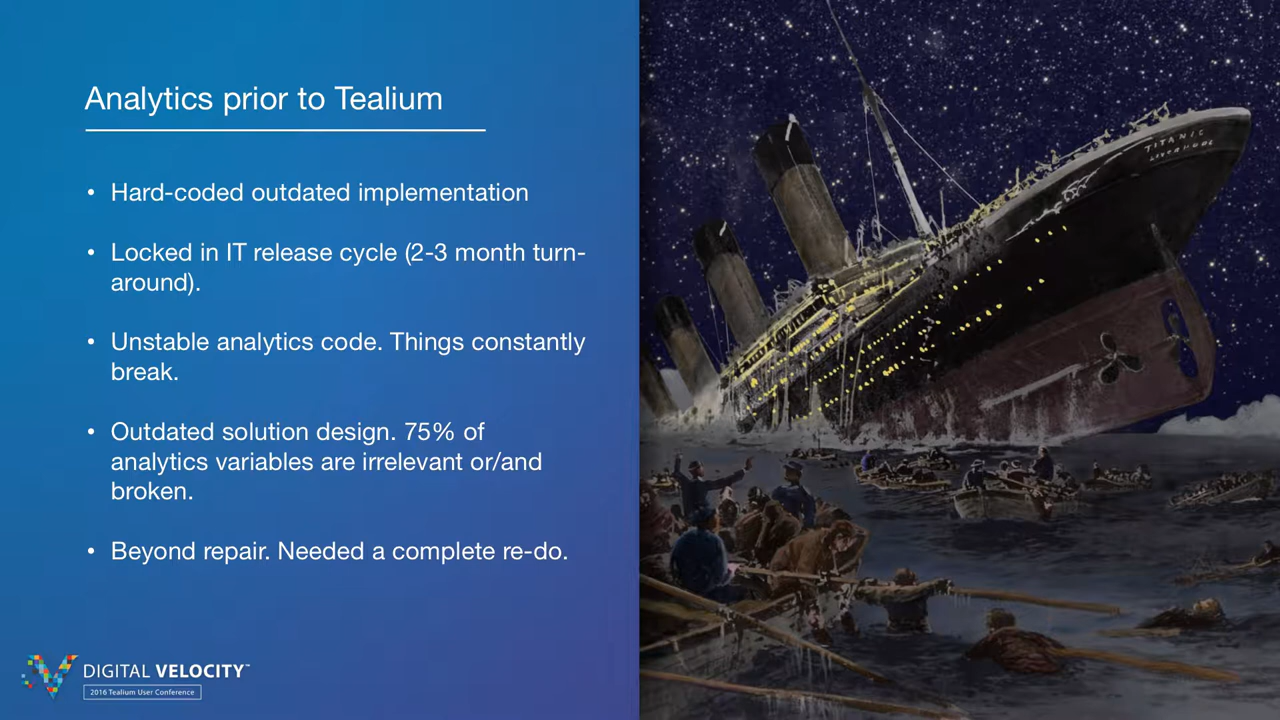 Analytics prior to Tealium
• Hard-coded outdated implementation
• Locked in IT release cycle (2-3 month turn-
around).
• Unstable analytics code. Things constantly
break.
• Outdated solution design. 75% of
analytics variables are irrelevant or/and
broken.
• Beyond repair. Needed a complete re-do.
DIGITAL VELOCITY™
2016 Tealium User Conference
TITANIC